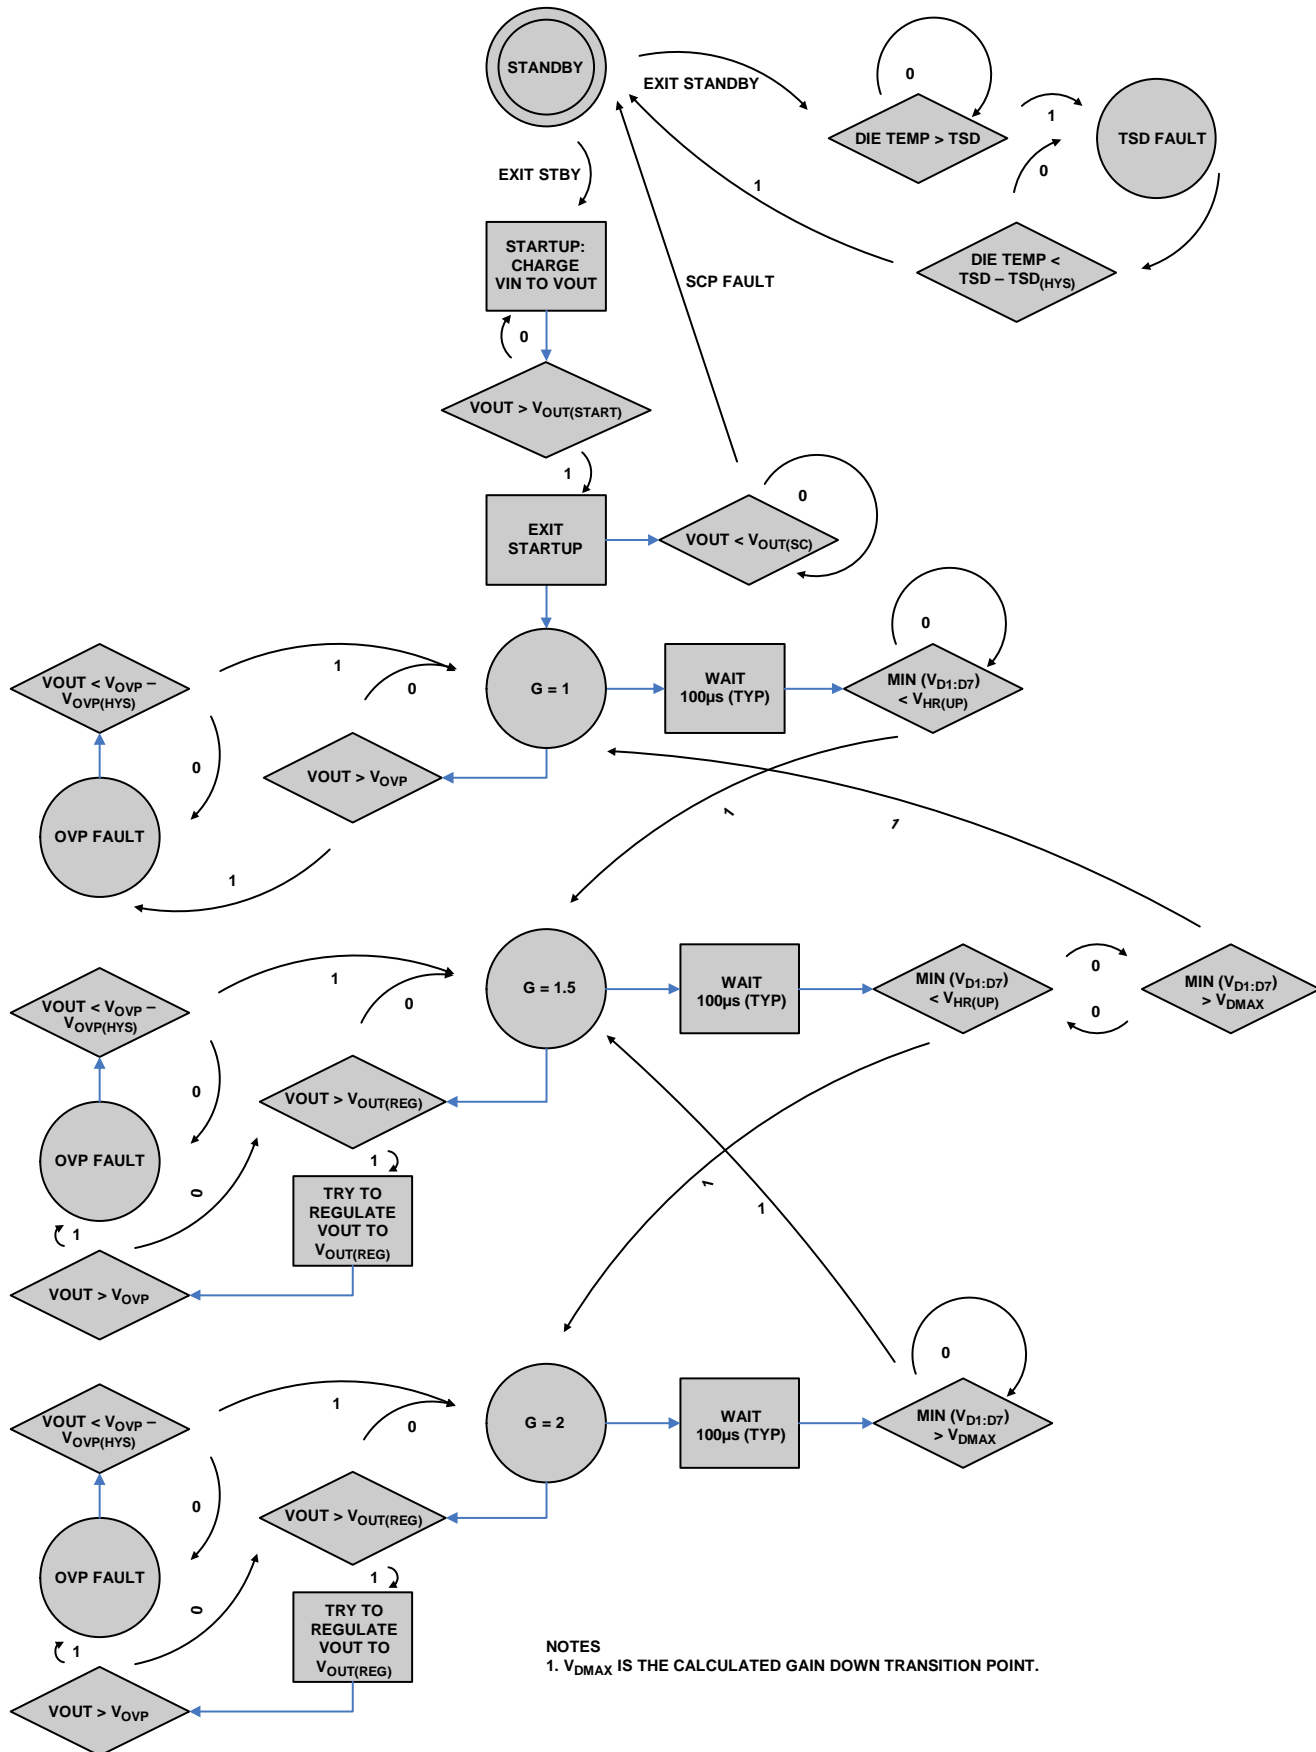 STANDBY
EXIT STANDBY
0
DIE TEMP > TSD
1
TSD FAULT
0
EXIT STBY
1
STARTUP:
CHARGE
VIN TO VOUT
DIE TEMP <
TSD – TSD(HYS)
SCP FAULT
0
VOUT > VOUT(START)
1
0
EXIT
STARTUP
VOUT < VOUT(SC)
0
VOUT < VOVP –
VOVP(HYS)
1
0
G = 1
WAIT
100µs (TYP)
MIN (VD1:D7)
< VHR(UP)
0
VOUT > VOVP
OVP FAULT
1
1
1
VOUT < VOVP –
VOVP(HYS)
1
0
G = 1.5
WAIT
100µs (TYP)
MIN (VD1:D7)
< VHR(UP)
0
0
MIN (VD1:D7)
> VDMAX
0
VOUT > VOUT(REG)
OVP FAULT
1
0
TRY TO
REGULATE
VOUT TO
VOUT(REG)
1
1
1
VOUT > VOVP
0
VOUT < VOVP –
VOVP(HYS)
1
0
G = 2
WAIT
100µs (TYP)
MIN (VD1:D7)
> VDMAX
0
VOUT > VOUT(REG)
OVP FAULT
1
0
TRY TO
REGULATE
VOUT TO
VOUT(REG)
1
VOUT > VOVP
NOTES
1. VDMAX IS THE CALCULATED GAIN DOWN TRANSITION POINT.